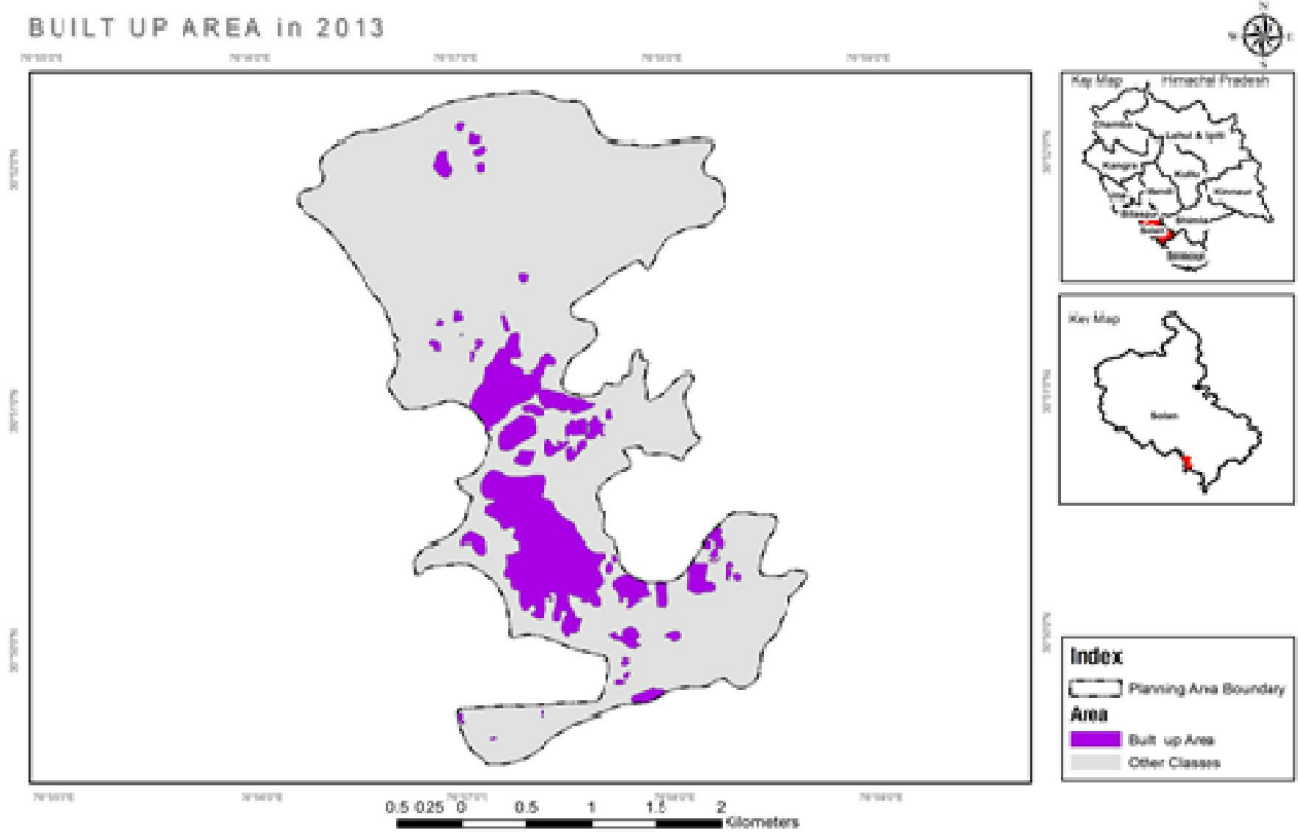 BUILT UP AREA in 2013
N
W
E
S
Key Map
Himachal Pradesh
Chamba
Lahul & Spiti
Kangra
Kullu
Una
Mandi
Kinnaur
Bilaspur
Shimla
Solan
Sirmour
Key Map
Solan
Index
Planning Area Boundary
Area
Built up Area
Other Classes
0.5 0.25 0 0.5 1 1.5 2
Kilometers